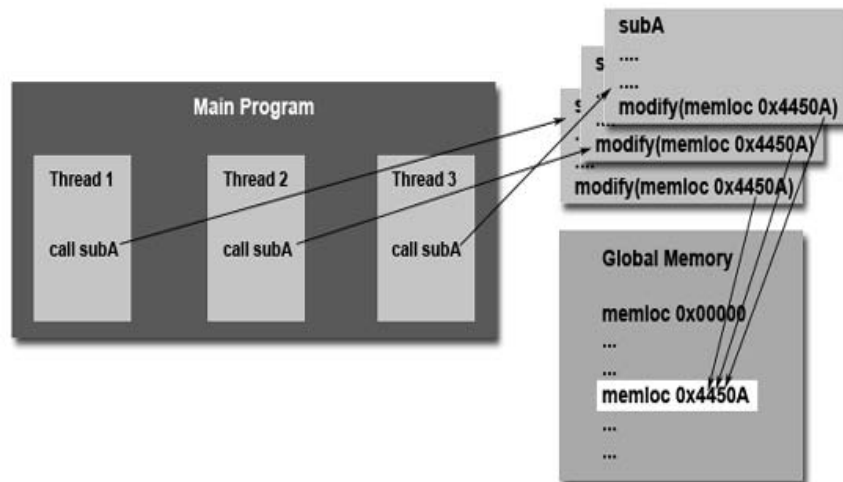 Main Program
Thread 1
call subA
Thread 2
call subA
Thread 3
call subA
subA
....
....
modify(memloc 0x4450A)
s
..
....
modify(memloc 0x4450A)
s
..
....
modify(memloc 0x4450A)
Global Memory
memloc 0x00000
...
...
memloc 0x4450A
...
...